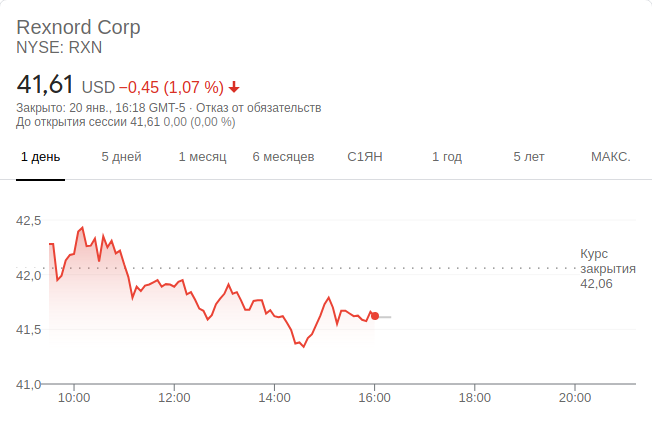 Rexnord Corp
NYSE: RXN
41,61 USD −0,45 (1,07 %)
Закрыто: 20 янв., 16:18 GMT-5 · Отказ от обязательств
До открытия сессии 41,61 0,00 (0,00 %)
1 день 5 дней 1 месяц 6 месяцев С1ЯН 1 год 5 лет МАКС.
42,5
Курс
закрытия
42,06
42,0
41,5
41,0
10:00 12:00 14:00 16:00 18:00 20:00